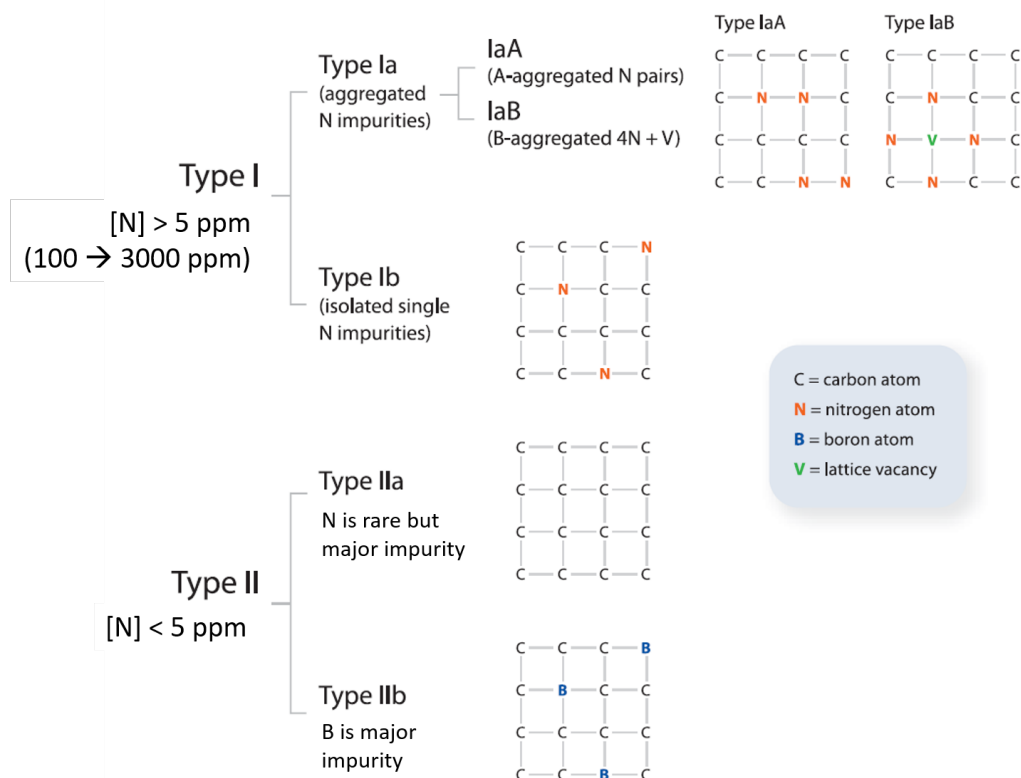 Type IaA
Type IaB
Type Ia
(aggregated
N impurities)
IaA
(A-aggregated N pairs)
IaB
(B-aggregated 4N + V)
C C C C
C N N C
C C C C
C C N N
C C C C
C N C C
N V N C
C N C C
Type I
[N] > 5 ppm
(100 → 3000 ppm)
Type Ib
(isolated single
N impurities)
C C C N
C N C C
C C C C
C C N C
C = carbon atom
N = nitrogen atom
B = boron atom
V = lattice vacancy
Type II
[N] < 5 ppm
Type IIa
N is rare but
major impurity
C C C C
C C C C
C C C C
C C C C
Type IIb
B is major
impurity
C C C B
C B C C
C C C C
C C B C